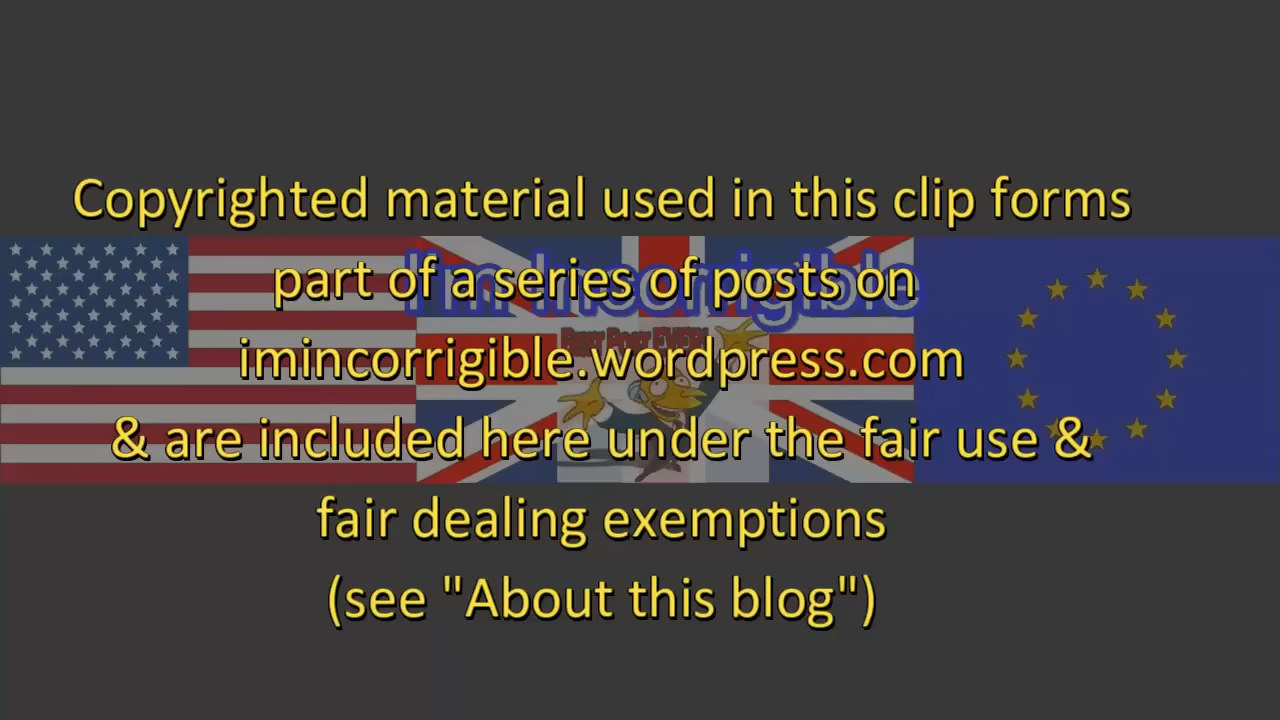 Copyrighted material used in this clip forms
part of a series of posts on
I'm Incorrigible
imincorrigible.wordpress.com
& are included here under the fair use &
fair dealing exemptions
(see "About this blog")